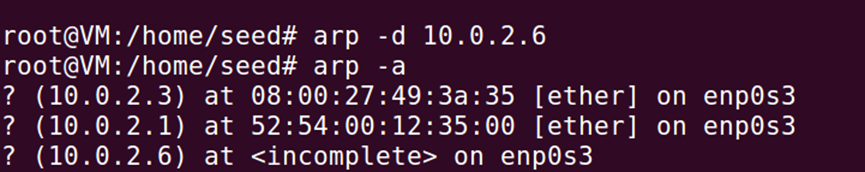 root@VM:/home/seed# arp -d 10.0.2.6
root@VM:/home/seed# arp -a
? (10.0.2.3) at 08:00:27:49:3a:35 [ether] on enp0s3
? (10.0.2.1) at 52:54:00:12:35:00 [ether] on enp0s3
? (10.0.2.6) at <incomplete> on enp0s3